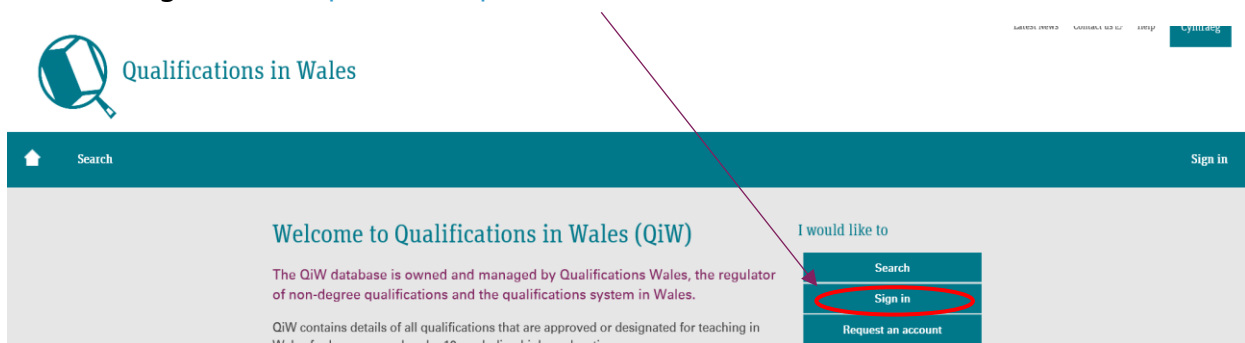 Latest News Contact us Help Cymraeg
Qualifications in Wales
Search Sign in
Welcome to Qualifications in Wales (QiW)
I would like to
The QiW database is owned and managed by Qualifications Wales, the regulator
of non-degree qualifications and the qualifications system in Wales.
Search
Sign in
QiW contains details of all qualifications that are approved or designated for teaching in
Request an account